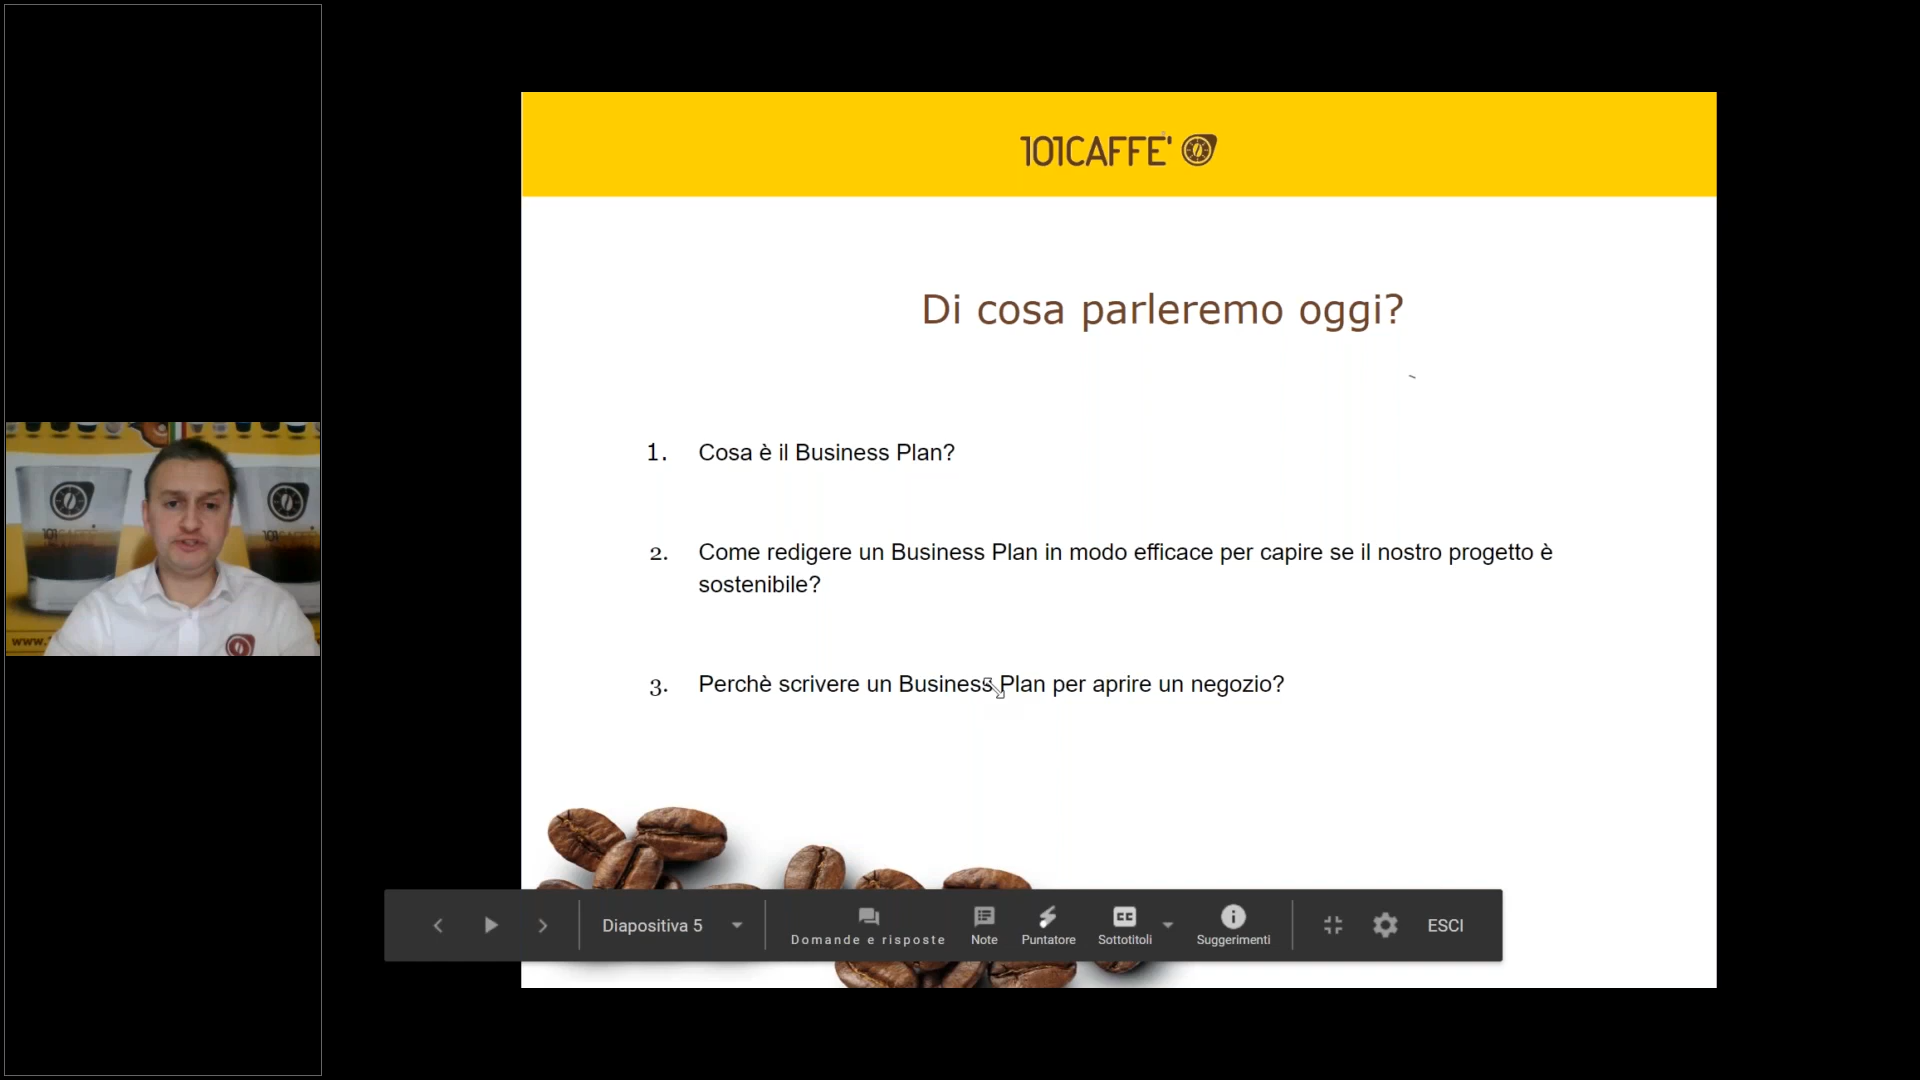 101CAFFE'
Di cosa parleremo oggi?
1. Cosa è il Business Plan?
2. Come redigere un Business Plan in modo efficace per capire se il nostro progetto è
sostenibile?
3. Perchè scrivere un Business Plan per aprire un negozio?
Diapositiva 5
Domande e risposte
Note
Puntatore
CC
Sottotitoli
Suggerimenti
ESCI
www.